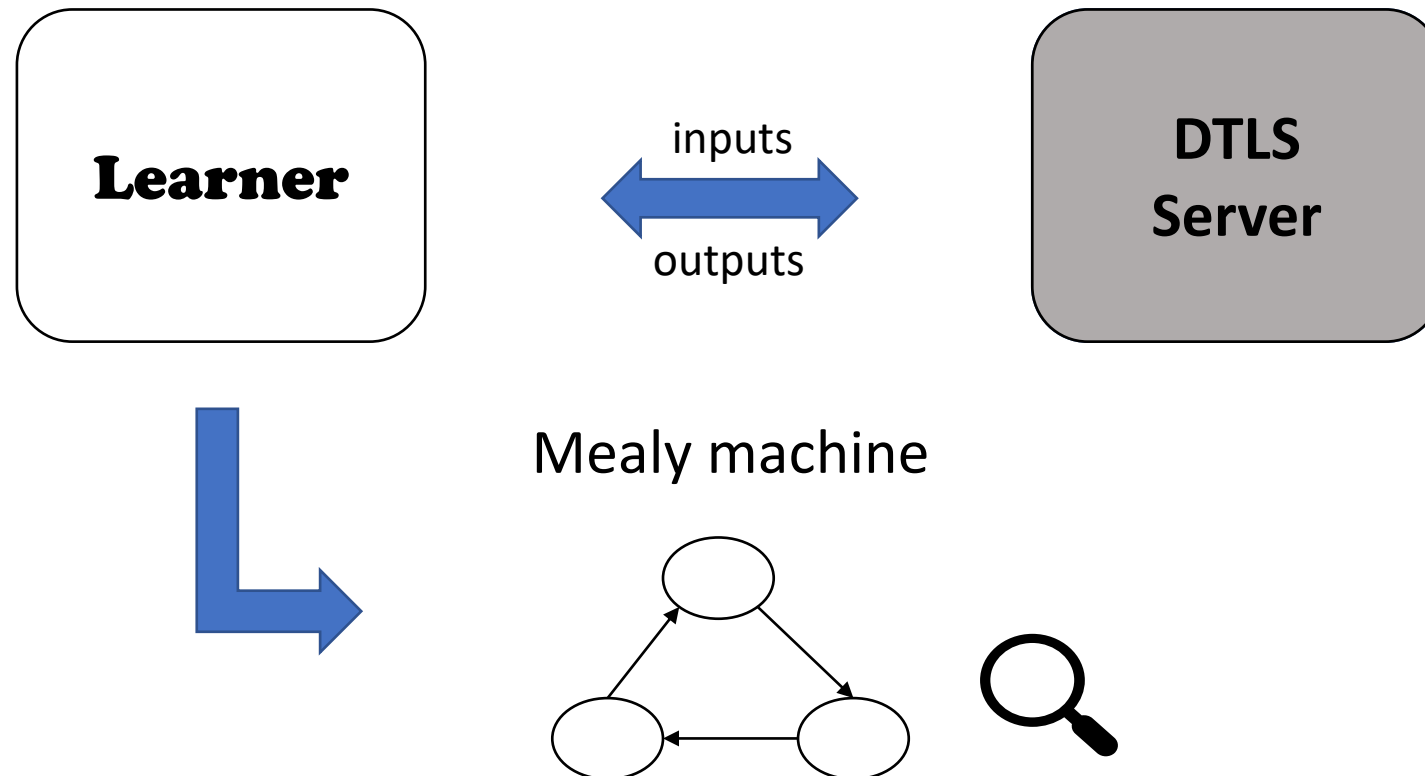 Learner
inputs
outputs
DTLS
Server
Mealy machine